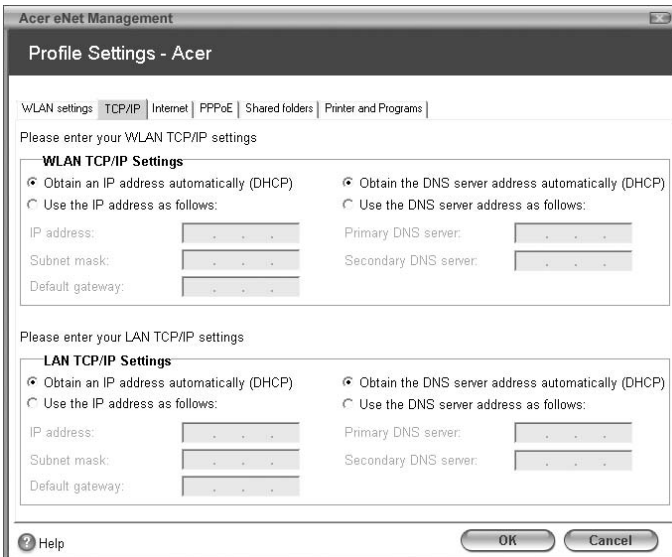 Acer eNet Management
Profile Settings - Acer
WLAN settings TCP/IP Internet PPPoE Shared folders Printer and Programs
Please enter your WLAN TCP/IP settings
WLAN TCP/IP Settings
Obtain an IP address automatically (DHCP) Obtain the DNS server address automatically (DHCP)
Use the IP address as follows: Use the DNS server address as follows:
IP address: Primary DNS server:
Subnet mask: Secondary DNS server:
Default gateway:
Please enter your LAN TCP/IP settings
LAN TCP/IP Settings
Obtain an IP address automatically (DHCP) Obtain the DNS server address automatically (DHCP)
Use the IP address as follows: Use the DNS server address as follows:
IP address: Primary DNS server:
Subnet mask: Secondary DNS server:
Default gateway:
? Help OK Cancel